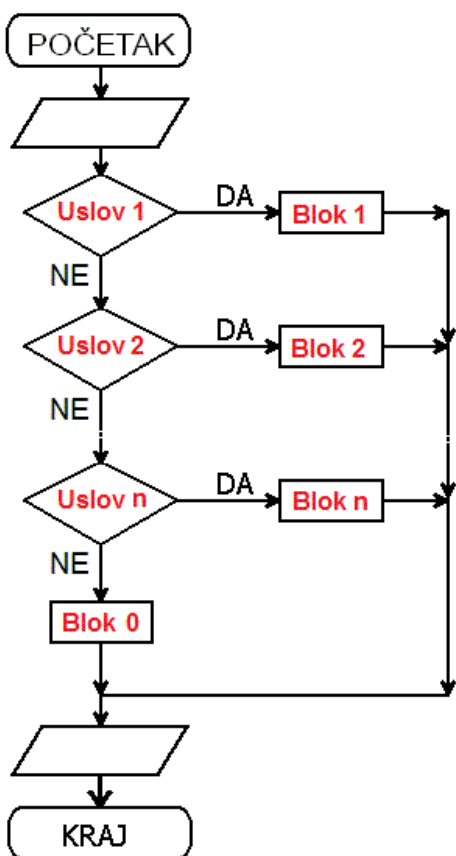 POČETAK
Uslov 1
DA
Blok 1
NE
Uslov 2
DA
Blok 2
NE
Uslov n
DA
Blok n
NE
Blok 0
KRAJ